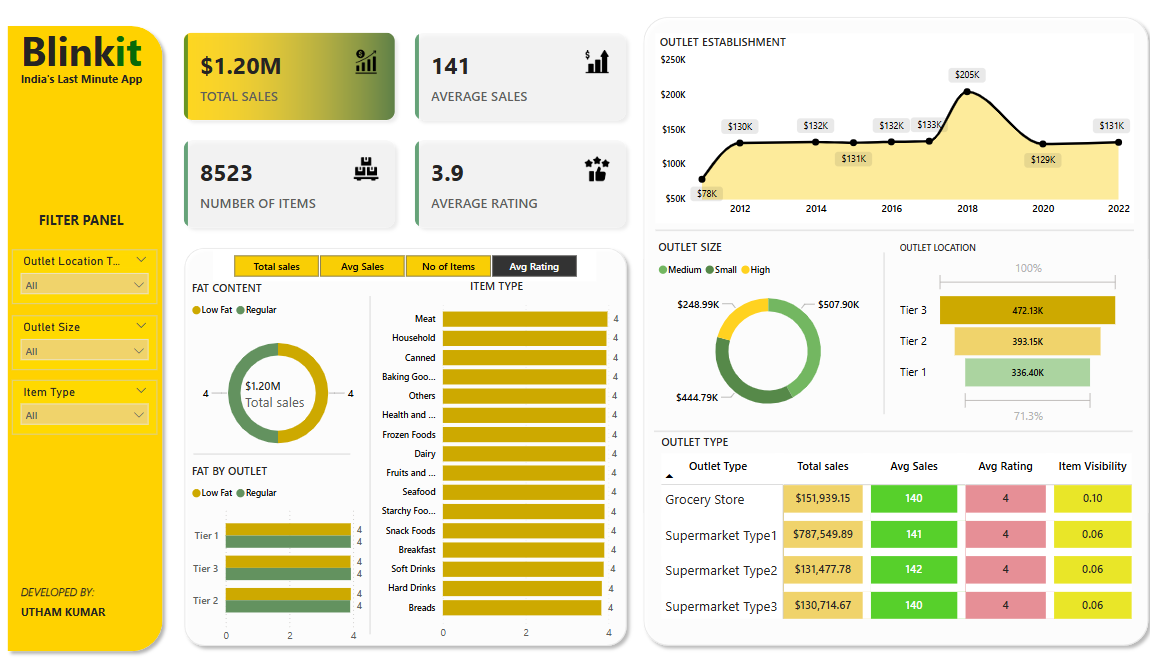 Blinkit
India's Last Minute App
FILTER PANEL
Outlet Location T...
All
Outlet Size
All
Item Type
All
DEVELOPED BY:
UTHAM KUMAR
$1.20M
TOTAL SALES
141
AVERAGE SALES
8523
NUMBER OF ITEMS
3.9
AVERAGE RATING
Total sales Avg Sales No of Items Avg Rating
FAT CONTENT
Low Fat Regular
4 $1.20M 4
Total sales
FAT BY OUTLET
Low Fat Regular
Tier 1 4
4
Tier 3 4
4
Tier 2 4
4
0 2 4
ITEM TYPE
Meat 4
Household 4
Canned 4
Baking Goo... 4
Others 4
Health and ... 4
Frozen Foods 4
Dairy 4
Fruits and ... 4
Seafood 4
Starchy Foo... 4
Snack Foods 4
Breakfast 4
Soft Drinks 4
Hard Drinks 4
Breads 4
0 2 4
OUTLET ESTABLISHMENT
$250K
$200K
$150K
$100K
$50K
$78K $130K $132K $131K $132K $133K $205K $129K $131K
2012 2014 2016 2018 2020 2022
OUTLET SIZE
Medium Small High
$248.99K $507.90K
$444.79K
OUTLET LOCATION
100%
Tier 3 472.13K
Tier 2 393.15K
Tier 1 336.40K
71.3%
OUTLET TYPE
Outlet Type Total sales Avg Sales Avg Rating Item Visibility
Grocery Store $151,939.15 140 4 0.10
Supermarket Type1 $787,549.89 141 4 0.06
Supermarket Type2 $131,477.78 142 4 0.06
Supermarket Type3 $130,714.67 140 4 0.06